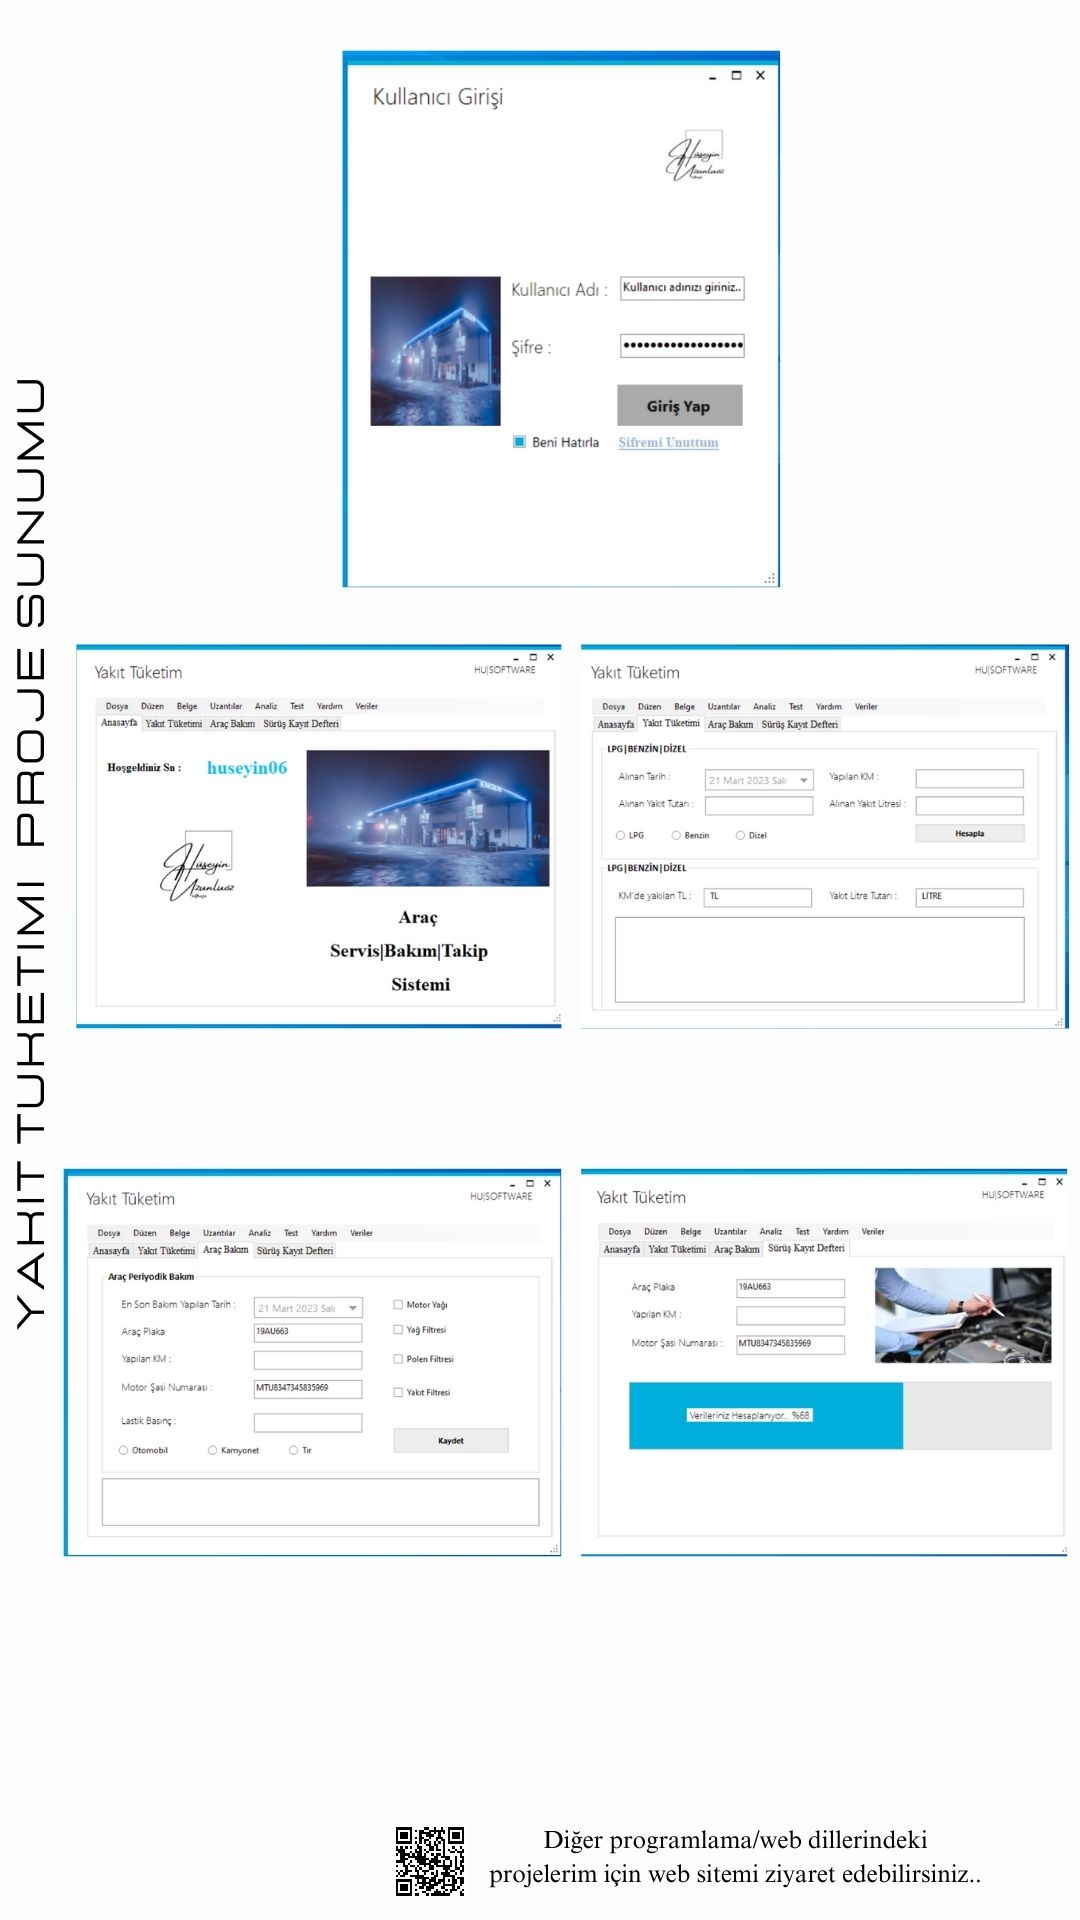 YAKIT TUKETIMI PROJE SUNUMU
Kullanıcı Girişi
Hüseyin
Uzunluoz
Kullanıcı Adı :
Kullanıcı adınızı giriniz..
Şifre :
Giriş Yap
Beni Hatırla
Şifremi Unuttum
Yakıt Tüketim
HU|SOFTWARE
Dosya Düzen Belge Uzantılar Analiz Test Yardım Veriler
Anasayfa Yakıt Tüketimi Araç Bakım Sürüş Kayıt Defteri
Hoşgeldiniz Sn : huseyin06
ENGEN
Hüseyin
Uzunluoz
Araç
Servis|Bakım|Takip
Sistemi
Yakıt Tüketim
HU|SOFTWARE
Dosya Düzen Belge Uzantılar Analiz Test Yardım Veriler
Anasayfa Yakıt Tüketimi Araç Bakım Sürüş Kayıt Defteri
LPG|BENZİN|DİZEL
Alınan Tarih : 21 Mart 2023 Salı Yapılan KM :
Alınan Yakıt Tutarı : Alınan Yakıt Litresi :
LPG Benzin Dizel Hesapla
LPG|BENZİN|DİZEL
KM'de yakılan TL : TL Yakıt Litre Tutarı : LİTRE
Yakıt Tüketim
HU|SOFTWARE
Dosya Düzen Belge Uzantılar Analiz Test Yardım Veriler
Anasayfa Yakıt Tüketimi Araç Bakım Sürüş Kayıt Defteri
Araç Periyodik Bakım
En Son Bakım Yapılan Tarih : 21 Mart 2023 Salı Motor Yağı
Araç Plaka 19AU663 Yağ Filtresi
Yapılan KM : Polen Filtresi
Motor Şasi Numarası : MTU8347345835969 Yakıt Filtresi
Lastik Basınç :
Otomobil Kamyonet Tır Kaydet
Yakıt Tüketim
HU|SOFTWARE
Dosya Düzen Belge Uzantılar Analiz Test Yardım Veriler
Anasayfa Yakıt Tüketimi Araç Bakım Sürüş Kayıt Defteri
Araç Plaka 19AU663
Yapılan KM :
Motor Şasi Numarası : MTU8347345835969
Verileriniz Hesaplanıyor... %68
Diğer programlama/web dillerindeki
projelerim için web sitemi ziyaret edebilirsiniz..